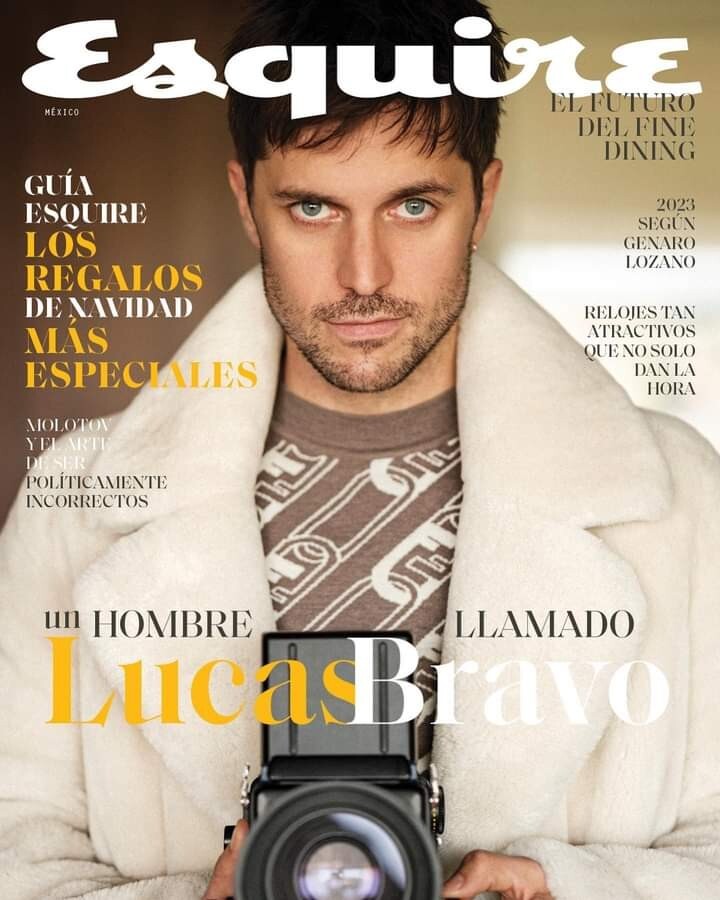 Esquire
MÉXICO
EL FUTURO
DEL FINE
DINING
GUÍA
ESQUIRE
LOS
REGALOS
DE NAVIDAD
MÁS
ESPECIALES
2023
SEGÚN
GENARO
LOZANO
RELOJES TAN
ATRACTIVOS
QUE NO SOLO
DAN LA
HORA
MOLOTOV
Y EL ARTE
DE SER
POLÍTICAMENTE
INCORRECTOS
un HOMBRE LLAMADO
Lucas Bravo